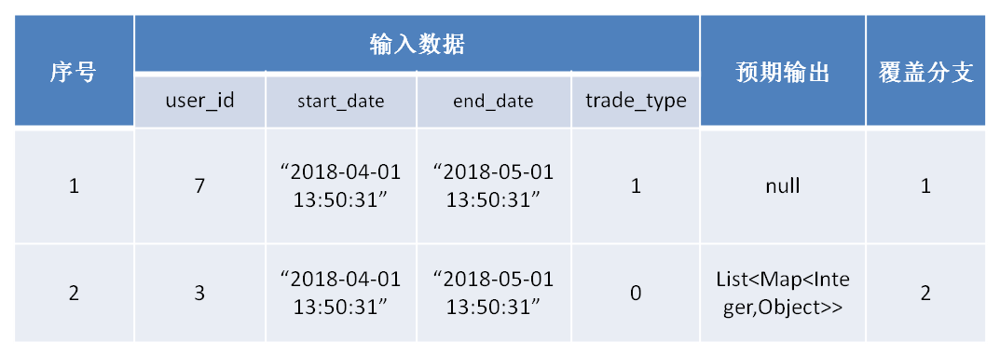 序号
输入数据
预期输出
覆盖分支
user_id
start_date
end_date
trade_type
1
7
“2018-04-01
13:50:31”
“2018-05-01
13:50:31”
1
null
1
2
3
“2018-04-01
13:50:31”
“2018-05-01
13:50:31”
0
List<Map<Inte
ger,Object>>
2